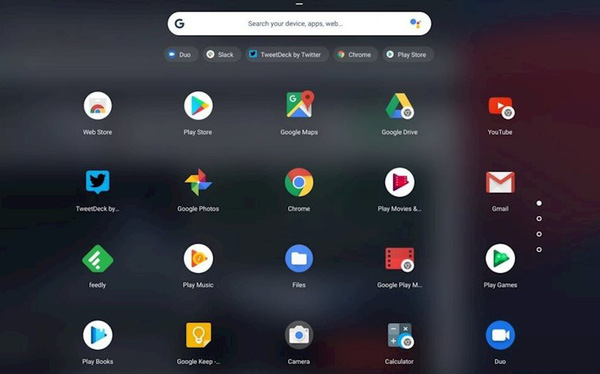 Search your device, apps, web...
Duo
Slack
TweetDeck by Twitter
Chrome
Play Store
Web Store
Play Store
Google Maps
Google Drive
YouTube
TweetDeck by...
Google Photos
Chrome
Play Movies &...
Gmail
feedly
Play Music
Files
Google Play M...
Play Games
Play Books
Google Keep -...
Camera
Calculator
Duo